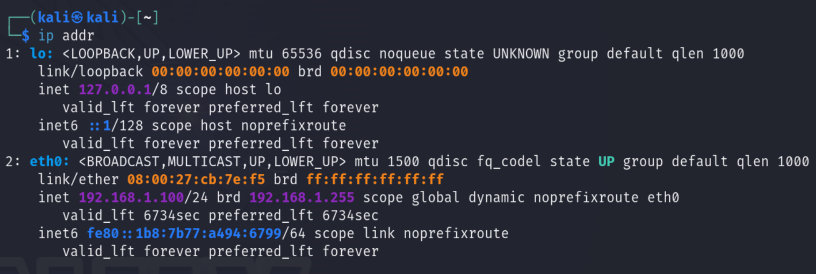 ┌──(kali㉿kali)-[~]
└─$ ip addr
1: lo: <LOOPBACK,UP,LOWER_UP> mtu 65536 qdisc noqueue state UNKNOWN group default qlen 1000
    link/loopback 00:00:00:00:00:00 brd 00:00:00:00:00:00
    inet 127.0.0.1/8 scope host lo
       valid_lft forever preferred_lft forever
    inet6 ::1/128 scope host noprefixroute
       valid_lft forever preferred_lft forever
2: eth0: <BROADCAST,MULTICAST,UP,LOWER_UP> mtu 1500 qdisc fq_codel state UP group default qlen 1000
    link/ether 08:00:27:cb:7e:f5 brd ff:ff:ff:ff:ff:ff
    inet 192.168.1.100/24 brd 192.168.1.255 scope global dynamic noprefixroute eth0
       valid_lft 6734sec preferred_lft 6734sec
    inet6 fe80::1b8:7b77:a494:6799/64 scope link noprefixroute
       valid_lft forever preferred_lft forever